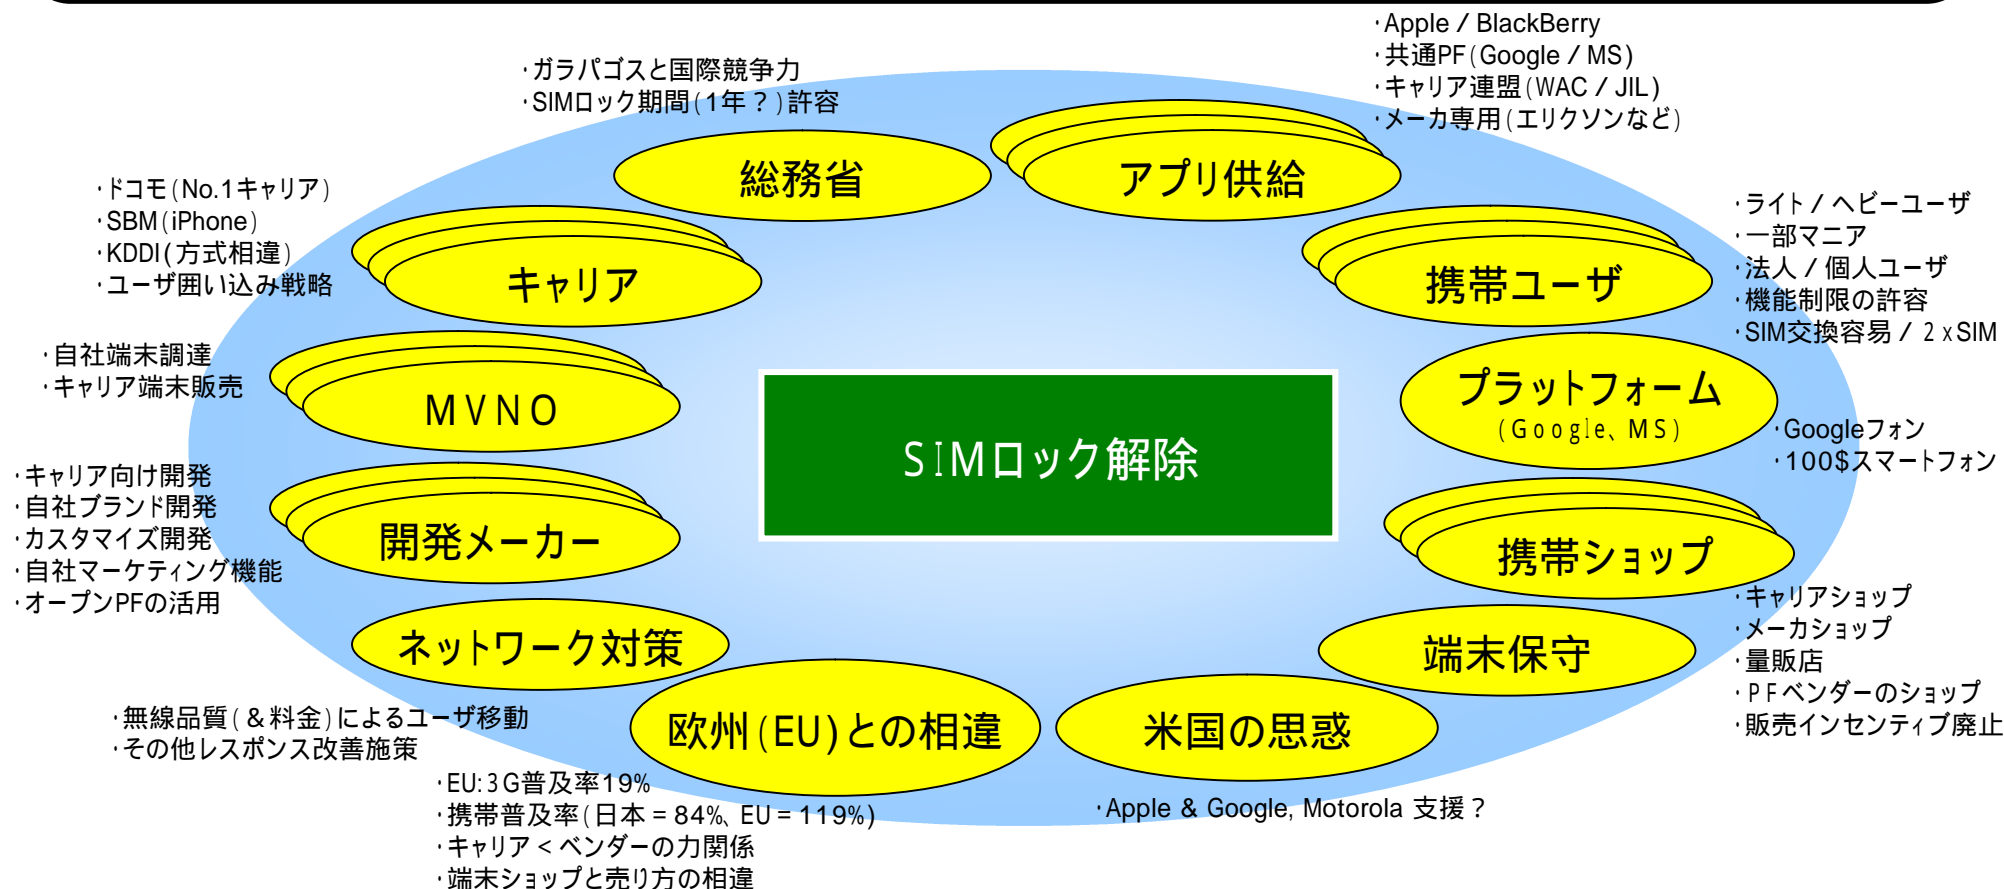 ・Apple / BlackBerry
・共通PF(Google / MS)
・キャリア連盟(WAC / JIL)
・メーカ専用(エリクソンなど)
・ガラパゴスと国際競争力
・SIMロック期間(1年?)許容
総務省
アプリ供給
・ドコモ(No.1キャリア)
・SBM(iPhone)
・KDDI(方式相違)
・ユーザ囲い込み戦略
キャリア
携帯ユーザ
・ライト / ヘビーユーザ
・一部マニア
・法人 / 個人ユーザ
・機能制限の許容
・SIM交換容易 / 2xSIM
・自社端末調達
・キャリア端末販売
MVNO
プラットフォーム
(Google、MS)
・Googleフォン
・100$スマートフォン
SIMロック解除
・キャリア向け開発
・自社ブランド開発
・カスタマイズ開発
・自社マーケティング機能
・オープンPFの活用
開発メーカー
携帯ショップ
・キャリアショップ
・メーカショップ
・量販店
・PFベンダーのショップ
・販売インセンティブ廃止
ネットワーク対策
端末保守
・無線品質(&料金)によるユーザ移動
・その他レスポンス改善施策
欧州(EU)との相違
米国の思惑
・EU:3G普及率19%
・携帯普及率(日本=84%、EU=119%)
・キャリア<ベンダーの力関係
・端末ショップと売り方の相違
・Apple & Google, Motorola 支援?